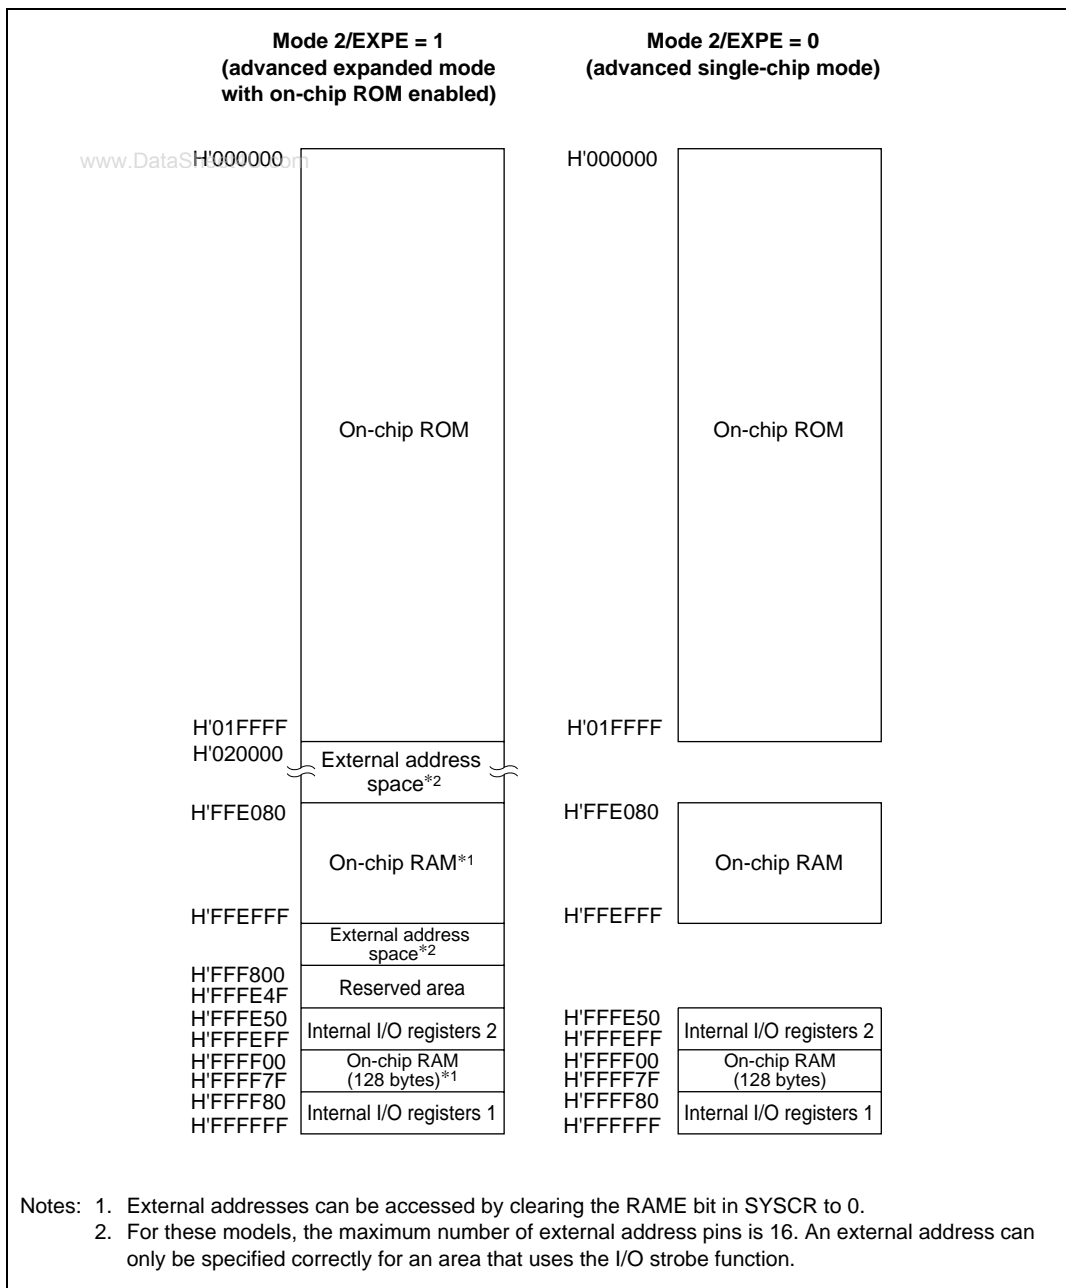 Mode 2/EXPE = 1
(advanced expanded mode
with on-chip ROM enabled)
Mode 2/EXPE = 0
(advanced single-chip mode)
H'000000
On-chip ROM
H'01FFFF
H'020000
External address
space*2
H'FFE080
On-chip RAM*1
H'FFEFFF
External address
space*2
H'FFF800
H'FFFE4F
Reserved area
H'FFFE50
H'FFFEFF
Internal I/O registers 2
H'FFFF00
H'FFFF7F
On-chip RAM
(128 bytes)*1
H'FFFF80
H'FFFFFF
Internal I/O registers 1
H'000000
On-chip ROM
H'01FFFF
H'FFE080
On-chip RAM
H'FFEFFF
H'FFFE50
H'FFFEFF
Internal I/O registers 2
H'FFFF00
H'FFFF7F
On-chip RAM
(128 bytes)
H'FFFF80
H'FFFFFF
Internal I/O registers 1
Notes: 1. External addresses can be accessed by clearing the RAME bit in SYSCR to 0.
2. For these models, the maximum number of external address pins is 16. An external address can
only be specified correctly for an area that uses the I/O strobe function.